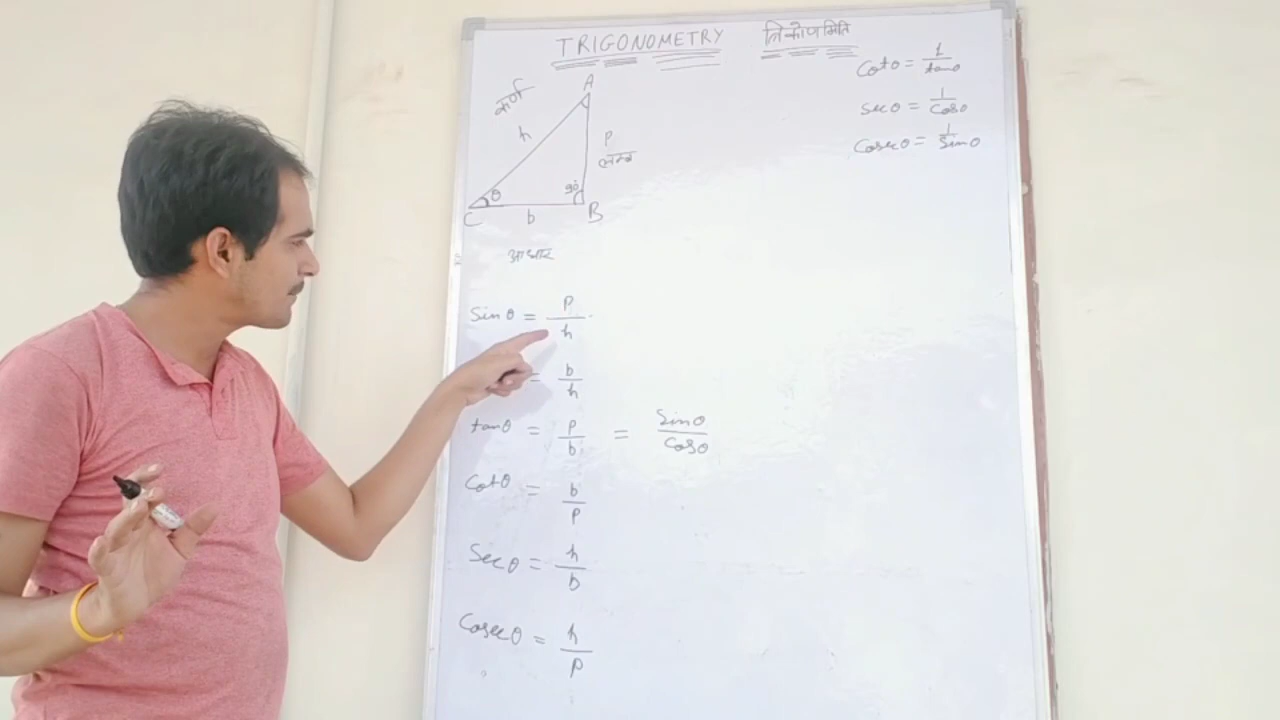 TRIGONOMETRY त्रिकोणमिति
cotθ = 1/tanθ
secθ = 1/cosθ
cosecθ = 1/sinθ
A
कर्ण
h
P
लम्ब
θ
90°
C b B
आधार
Sinθ = P/h
= b/h
tanθ = P/b = Sinθ/Cosθ
Cotθ = b/P
Secθ = h/b
Cosecθ = h/P